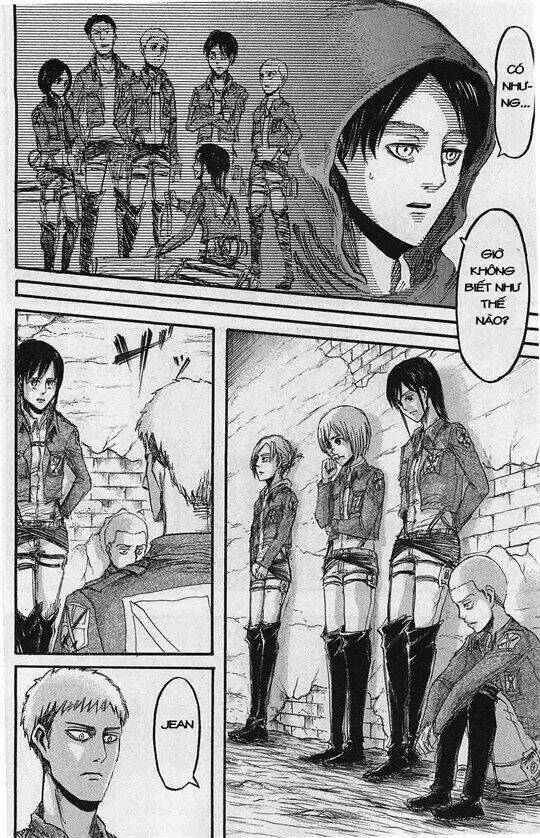 CÓ
NHƯ-
NG...
GIỜ
KHÔNG
BIẾT NHƯ
THẾ
NÀO?
JEAN